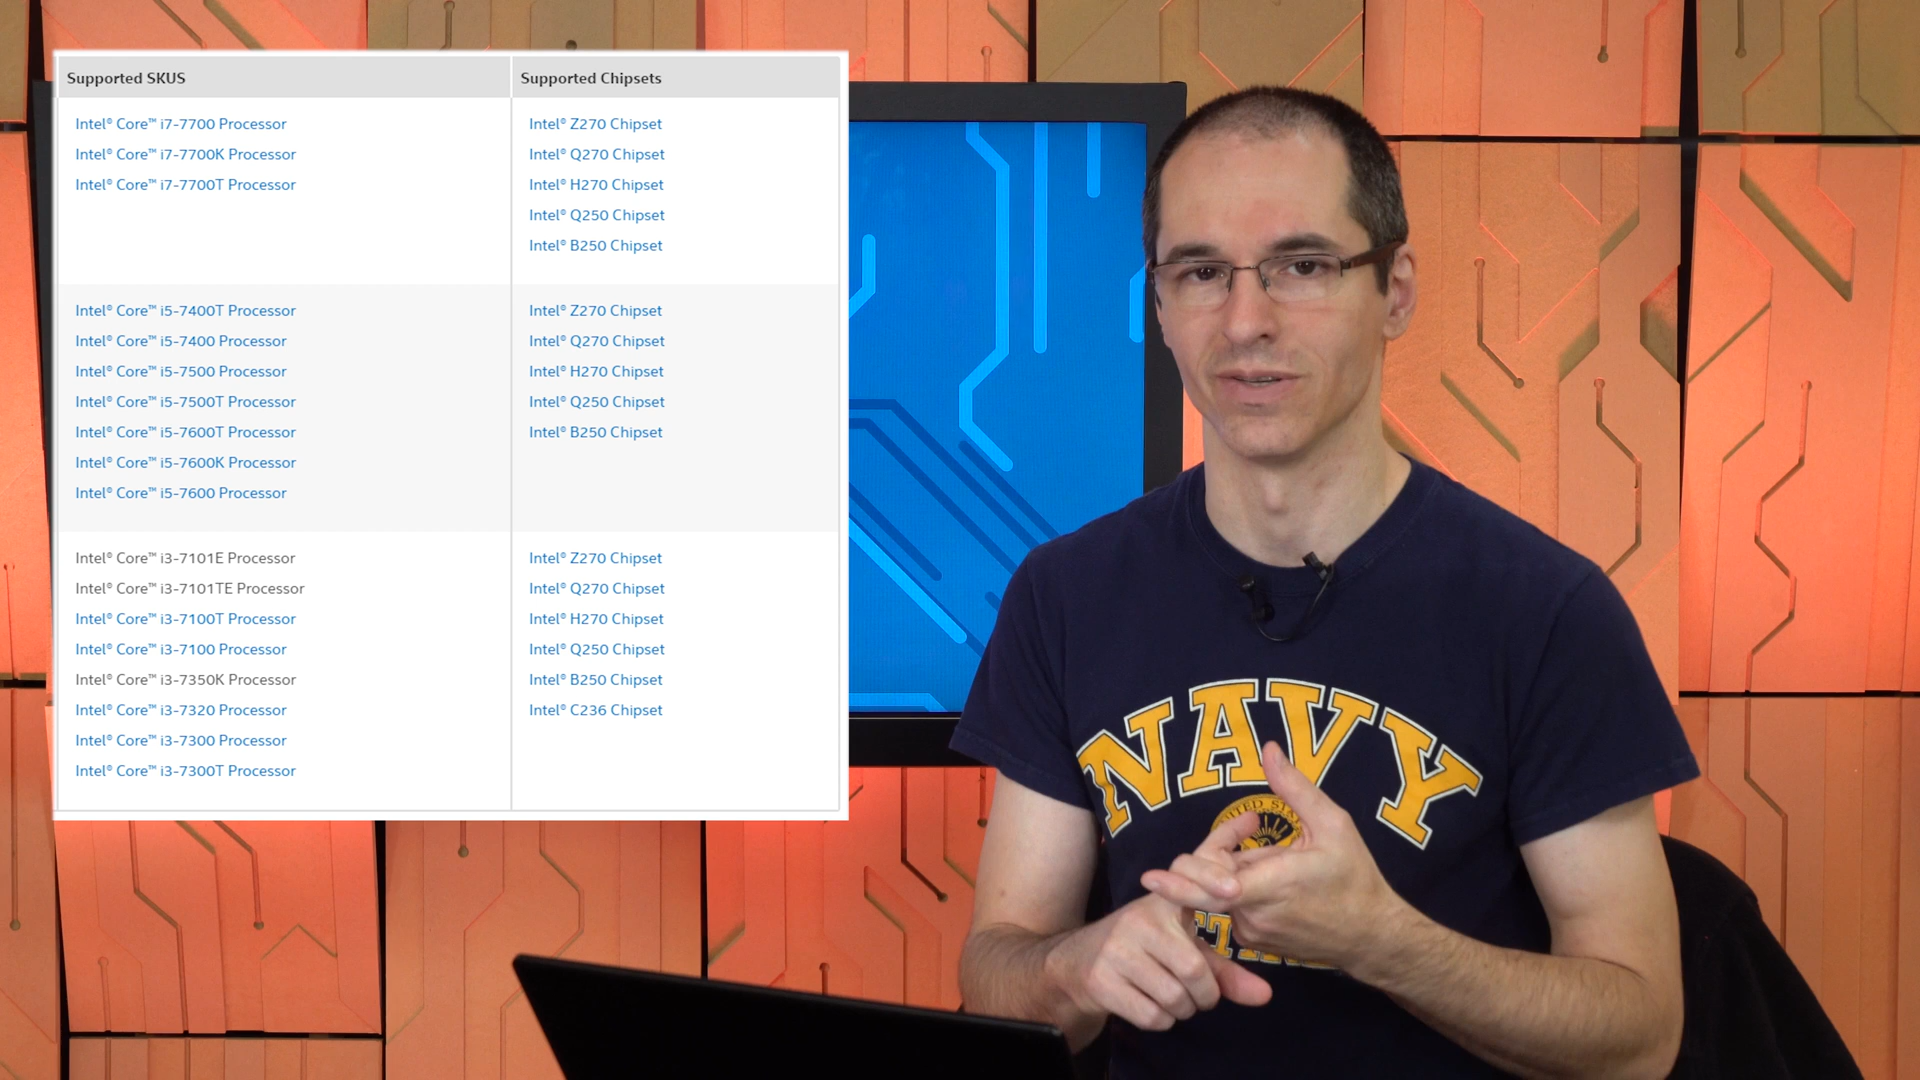 Supported SKUS
Supported Chipsets
Intel® Core™ i7-7700 Processor
Intel® Core™ i7-7700K Processor
Intel® Core™ i7-7700T Processor
Intel® Z270 Chipset
Intel® Q270 Chipset
Intel® H270 Chipset
Intel® Q250 Chipset
Intel® B250 Chipset
Intel® Core™ i5-7400T Processor
Intel® Core™ i5-7400 Processor
Intel® Core™ i5-7500 Processor
Intel® Core™ i5-7500T Processor
Intel® Core™ i5-7600T Processor
Intel® Core™ i5-7600K Processor
Intel® Core™ i5-7600 Processor
Intel® Z270 Chipset
Intel® Q270 Chipset
Intel® H270 Chipset
Intel® Q250 Chipset
Intel® B250 Chipset
Intel® Core™ i3-7101E Processor
Intel® Core™ i3-7101TE Processor
Intel® Core™ i3-7100T Processor
Intel® Core™ i3-7100 Processor
Intel® Core™ i3-7350K Processor
Intel® Core™ i3-7320 Processor
Intel® Core™ i3-7300 Processor
Intel® Core™ i3-7300T Processor
Intel® Z270 Chipset
Intel® Q270 Chipset
Intel® H270 Chipset
Intel® Q250 Chipset
Intel® B250 Chipset
Intel® C236 Chipset
NAVY